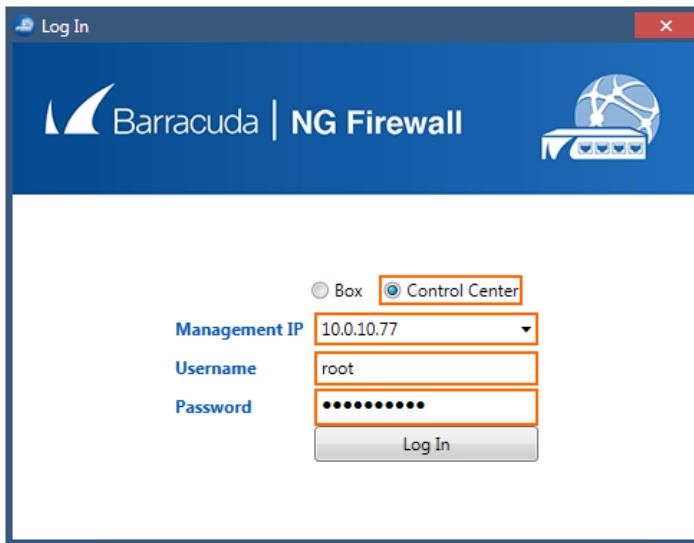 Log In
Barracuda | NG Firewall
Box Control Center
Management IP 10.0.10.77
Username root
Password ●●●●●●●●●●
Log In